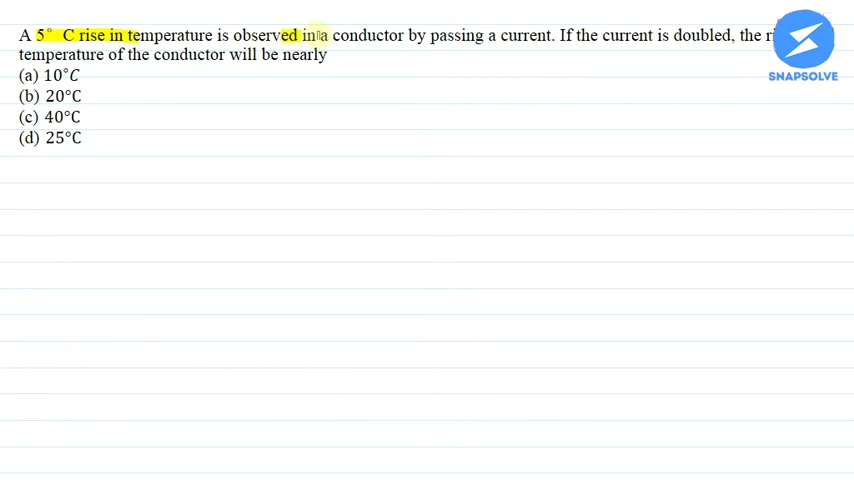 A 5° C rise in temperature is observed in a conductor by passing a current. If the current is doubled, the
temperature of the conductor will be nearly
(a) 10°C
(b) 20°C
(c) 40°C
(d) 25°C
SNAPSOLVE